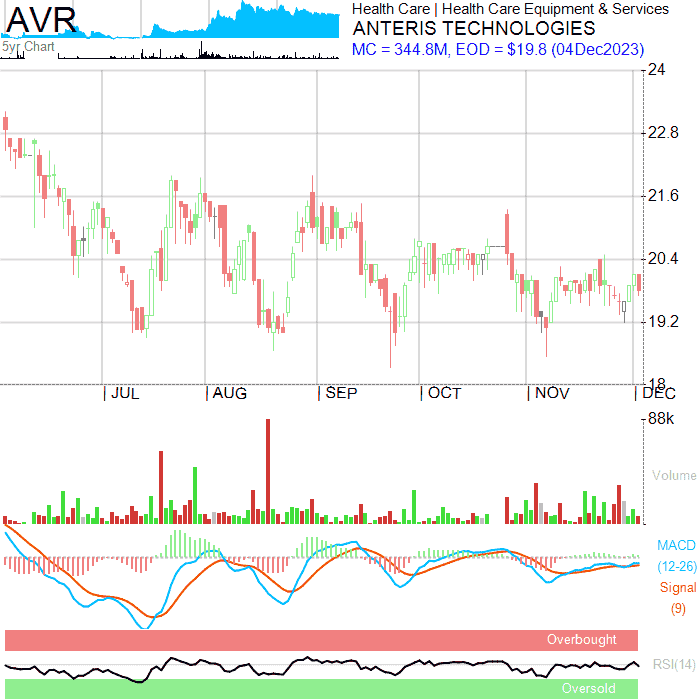 AVR
Health Care | Health Care Equipment & Services
ANTERIS TECHNOLOGIES
5yr Chart
MC = 344.8M, EOD = $19.8 (04Dec2023)
24
22.8
21.6
20.4
19.2
18
JUL
AUG
SEP
OCT
NOV
DEC
88k
Volume
MACD
(12-26)
Signal
(9)
Overbought
RSI(14)
Oversold